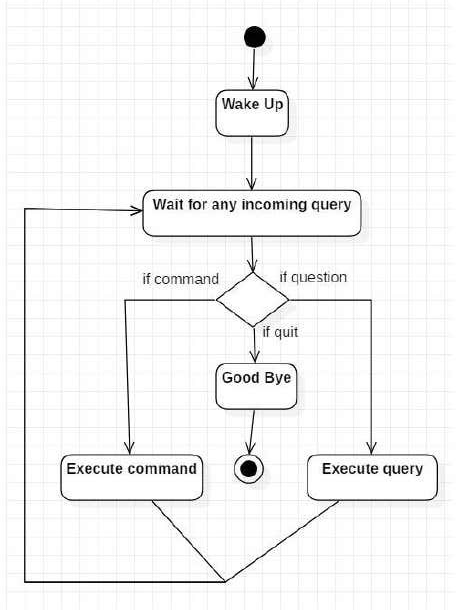 Wake Up
Wait for any incoming query
if command
if question
if quit
Good Bye
Execute command
Execute query